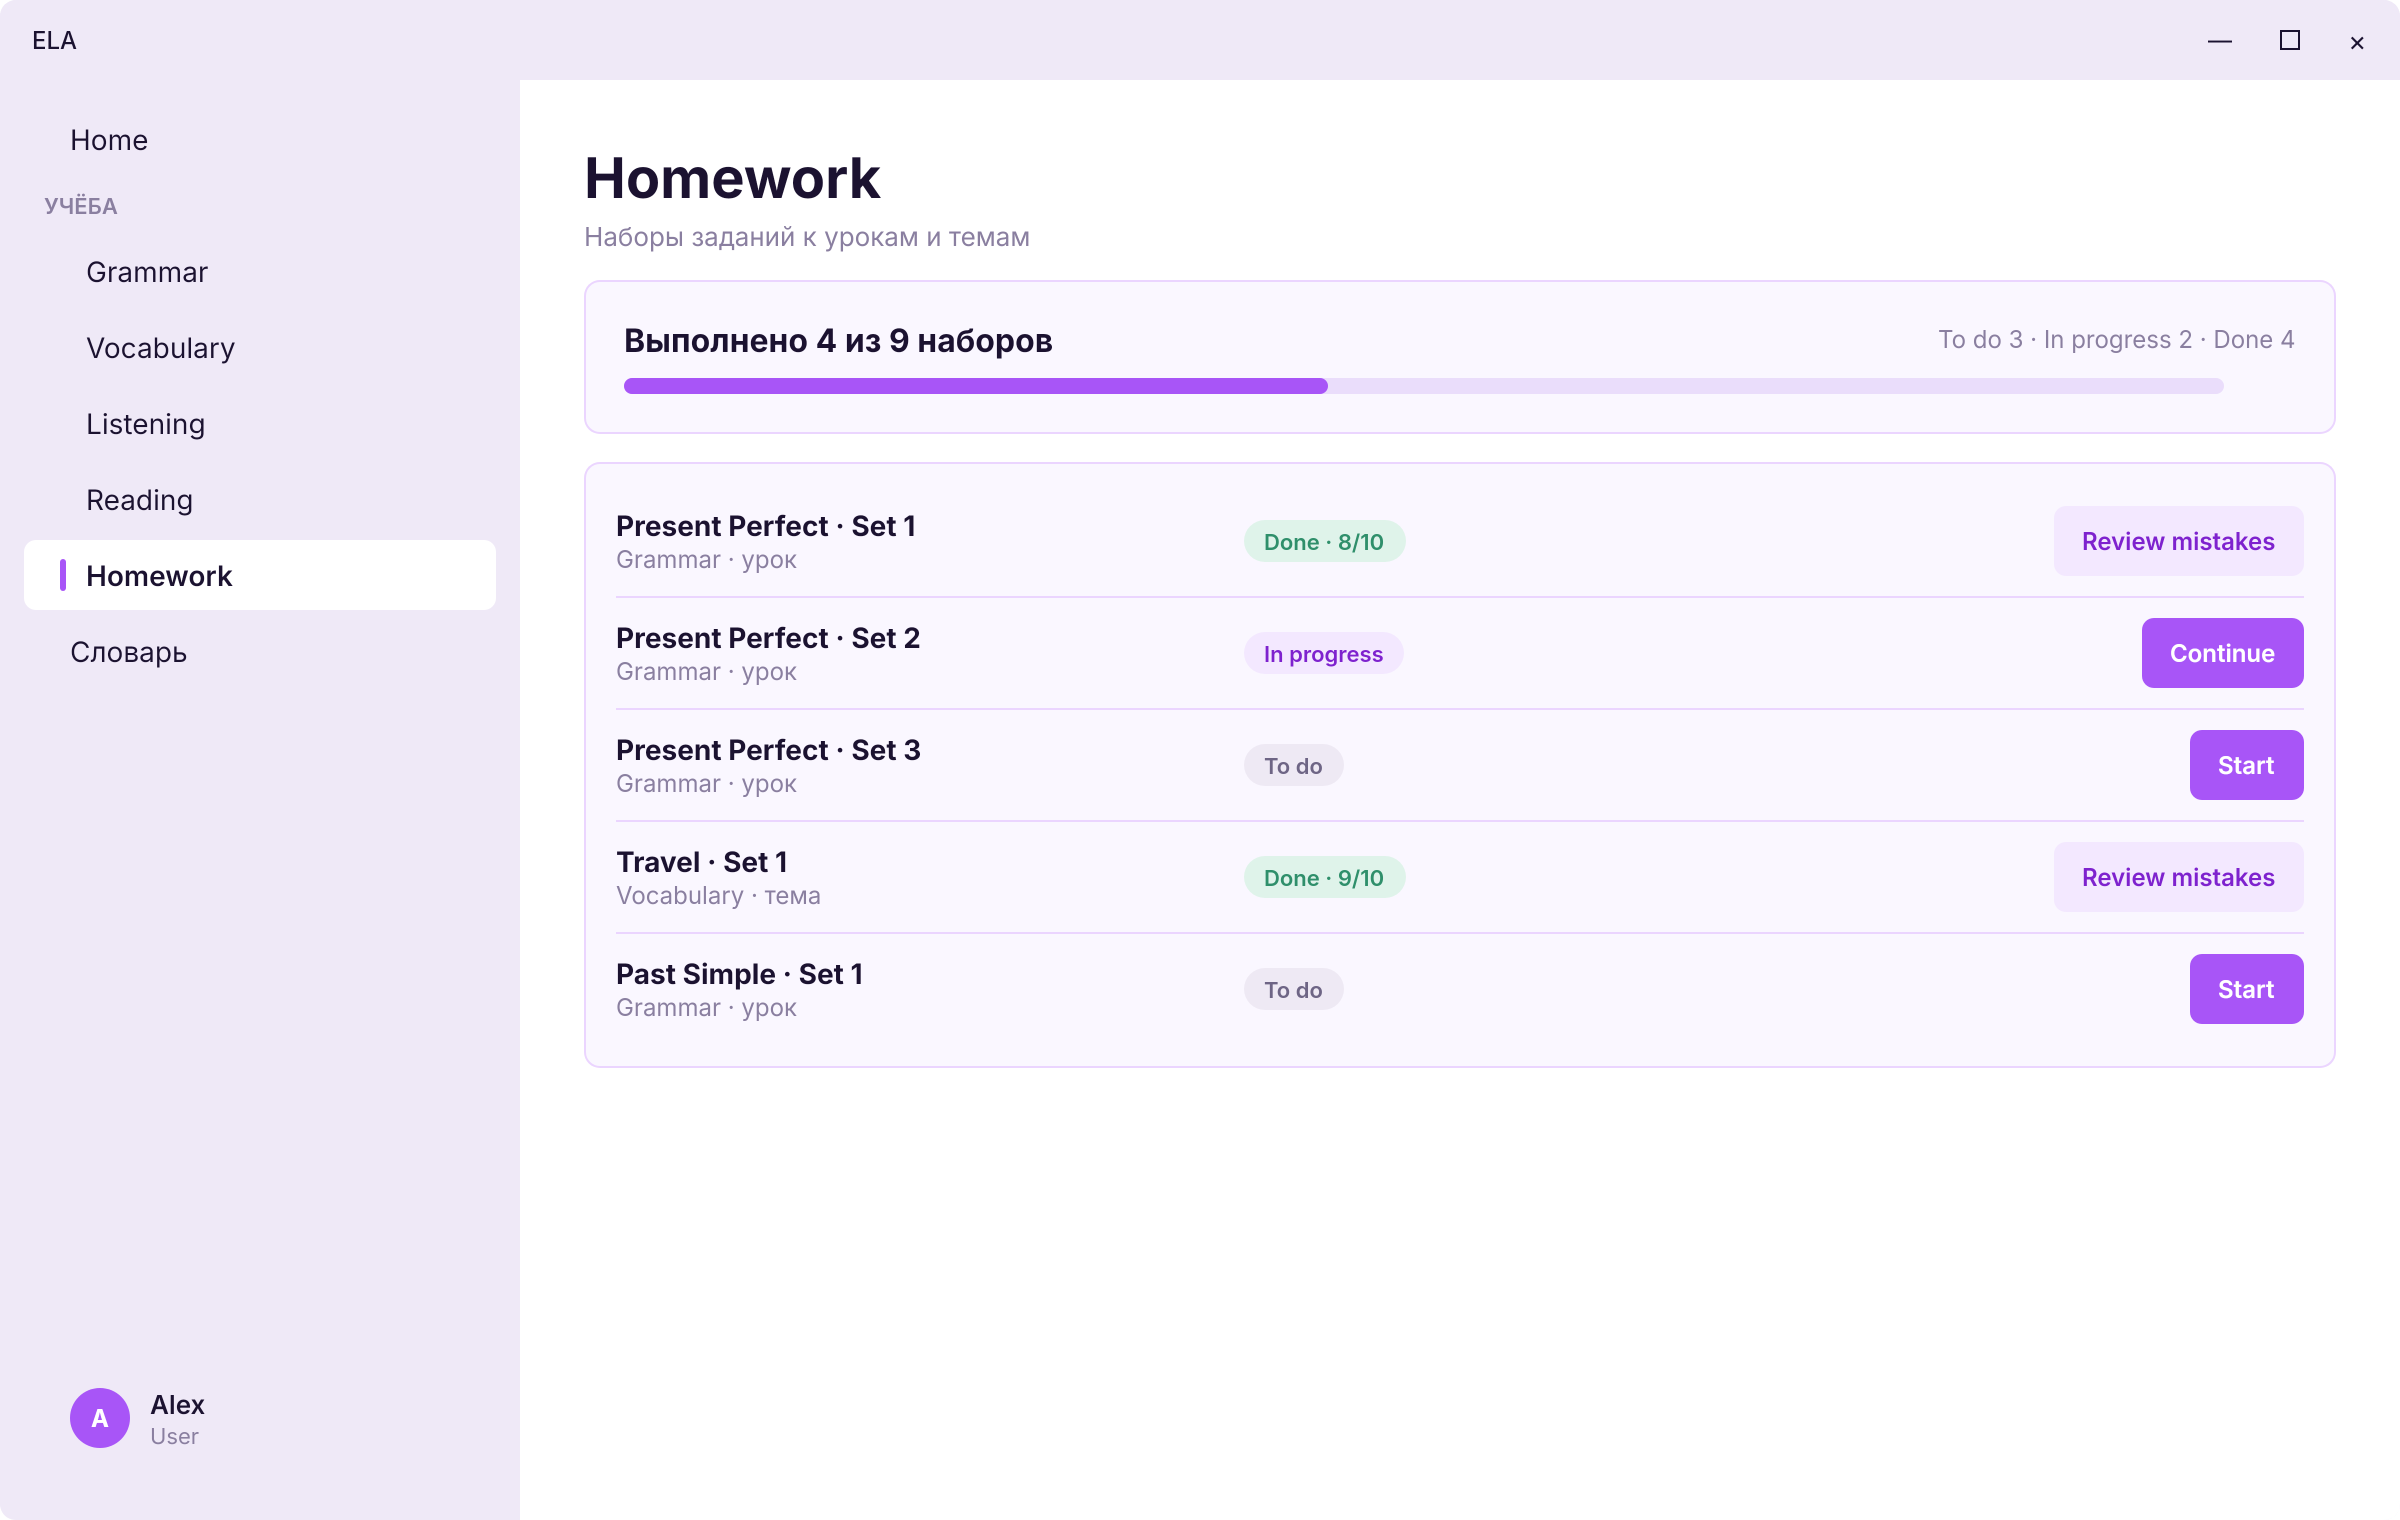 ELA
Home
УЧЁБА
Grammar
Vocabulary
Listening
Reading
Homework
Словарь
A
Alex
User
Homework
Наборы заданий к урокам и темам
Выполнено 4 из 9 наборов
To do 3 · In progress 2 · Done 4
Present Perfect · Set 1
Grammar · урок
Done · 8/10
Review mistakes
Present Perfect · Set 2
Grammar · урок
In progress
Continue
Present Perfect · Set 3
Grammar · урок
To do
Start
Travel · Set 1
Vocabulary · тема
Done · 9/10
Review mistakes
Past Simple · Set 1
Grammar · урок
To do
Start